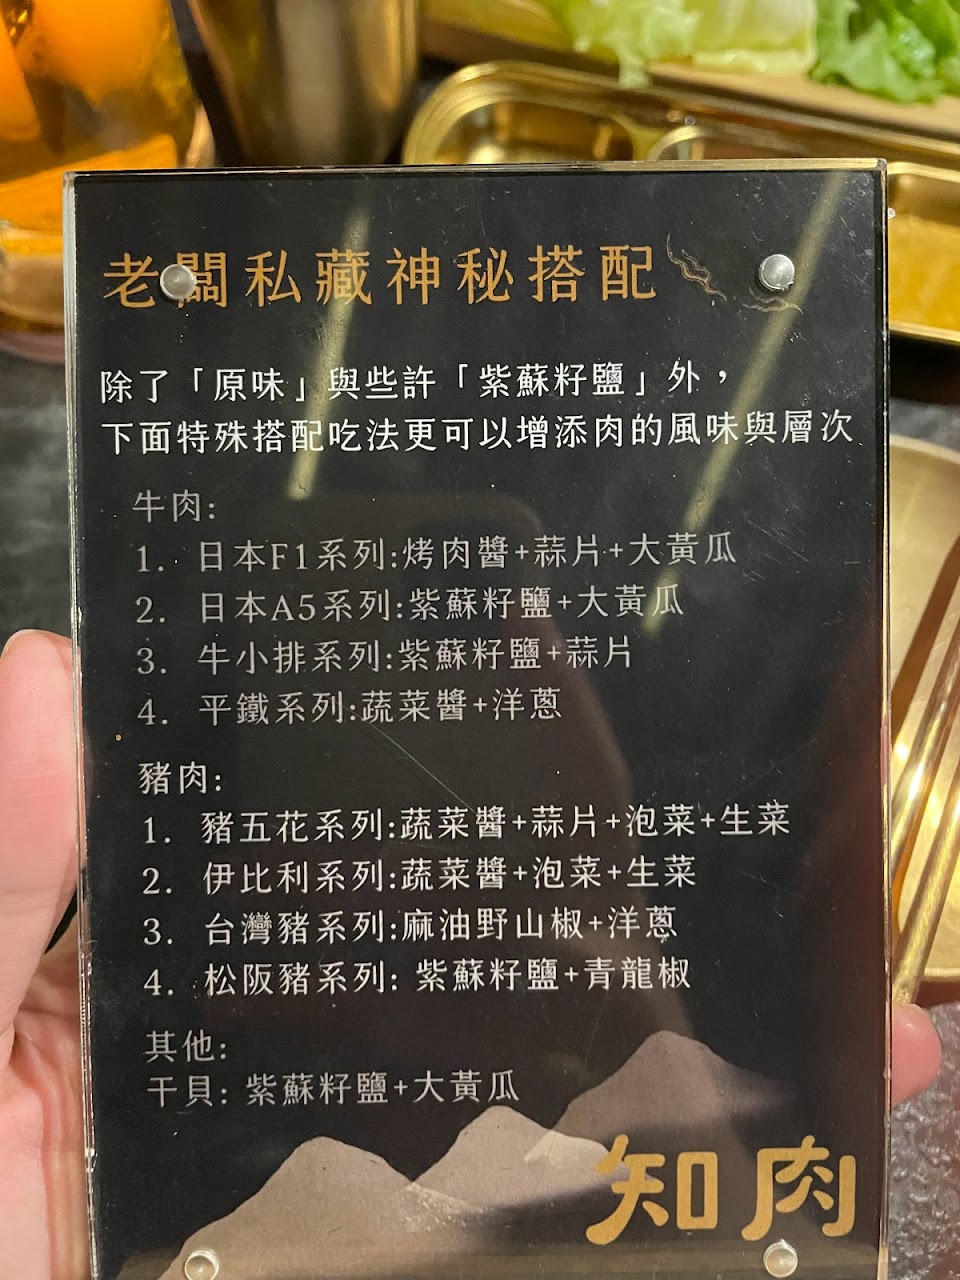 老闆私藏神秘搭配
除了「原味」與些許「紫蘇籽鹽」外，
下面特殊搭配吃法更可以增添肉的風味與層次
牛肉:
1. 日本F1系列:烤肉醬+蒜片+大黃瓜
2. 日本A5系列:紫蘇籽鹽+大黃瓜
3. 牛小排系列:紫蘇籽鹽+蒜片
4. 平鐵系列:蔬菜醬+洋蔥
豬肉:
1. 豬五花系列:蔬菜醬+蒜片+泡菜+生菜
2. 伊比利系列:蔬菜醬+泡菜+生菜
3. 台灣豬系列:麻油野山椒+洋蔥
4. 松阪豬系列: 紫蘇籽鹽+青龍椒
其他:
干貝: 紫蘇籽鹽+大黃瓜
知肉